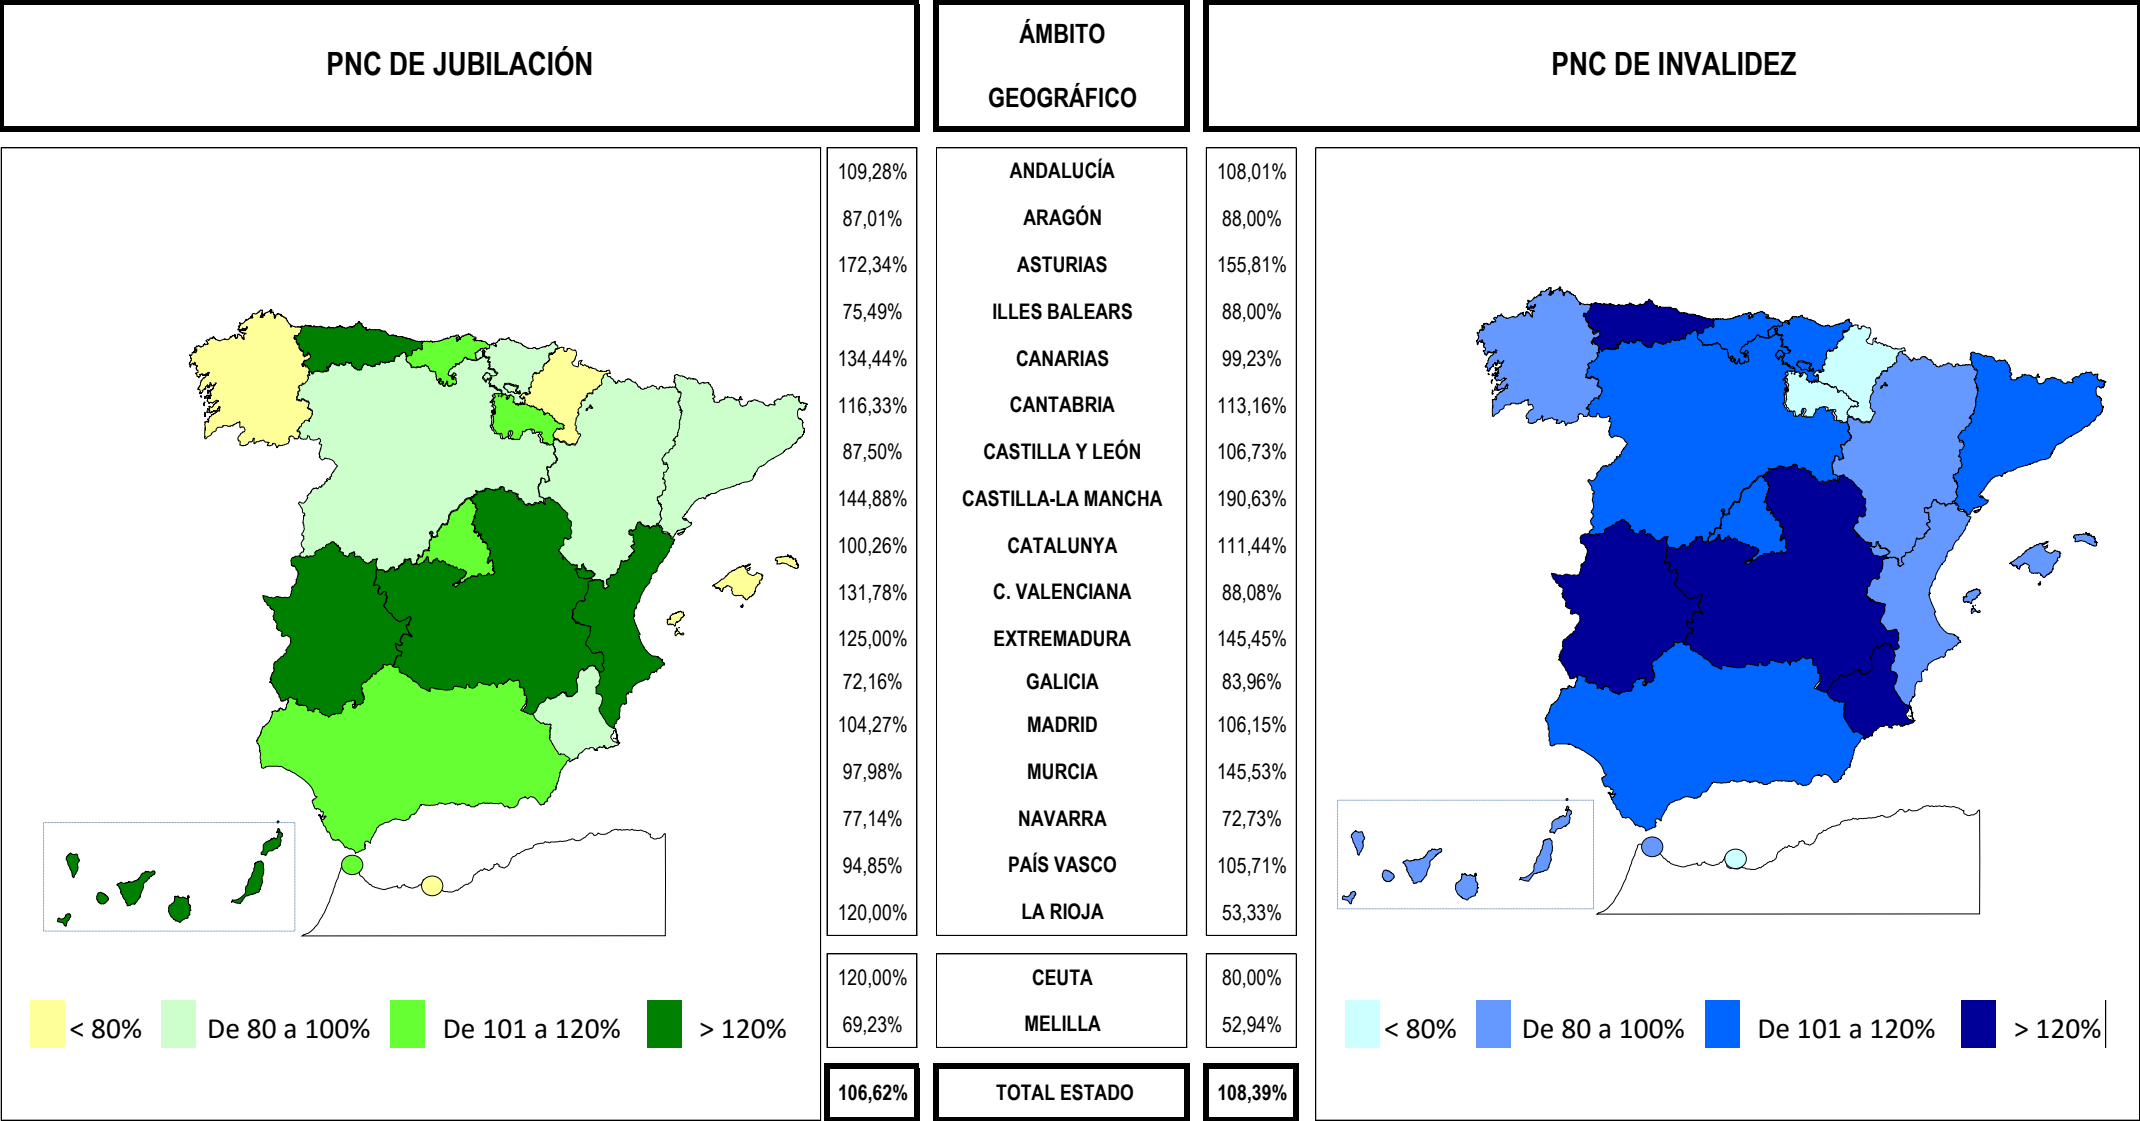 PNC DE JUBILACIÓN
ÁMBITO
GEOGRÁFICO
PNC DE INVALIDEZ
109,28% ANDALUCÍA 108,01%
87,01% ARAGÓN 88,00%
172,34% ASTURIAS 155,81%
75,49% ILLES BALEARS 88,00%
134,44% CANARIAS 99,23%
116,33% CANTABRIA 113,16%
87,50% CASTILLA Y LEÓN 106,73%
144,88% CASTILLA-LA MANCHA 190,63%
100,26% CATALUNYA 111,44%
131,78% C. VALENCIANA 88,08%
125,00% EXTREMADURA 145,45%
72,16% GALICIA 83,96%
104,27% MADRID 106,15%
97,98% MURCIA 145,53%
77,14% NAVARRA 72,73%
94,85% PAÍS VASCO 105,71%
120,00% LA RIOJA 53,33%
120,00% CEUTA 80,00%
69,23% MELILLA 52,94%
106,62% TOTAL ESTADO 108,39%
< 80% De 80 a 100% De 101 a 120% > 120%
< 80% De 80 a 100% De 101 a 120% > 120%